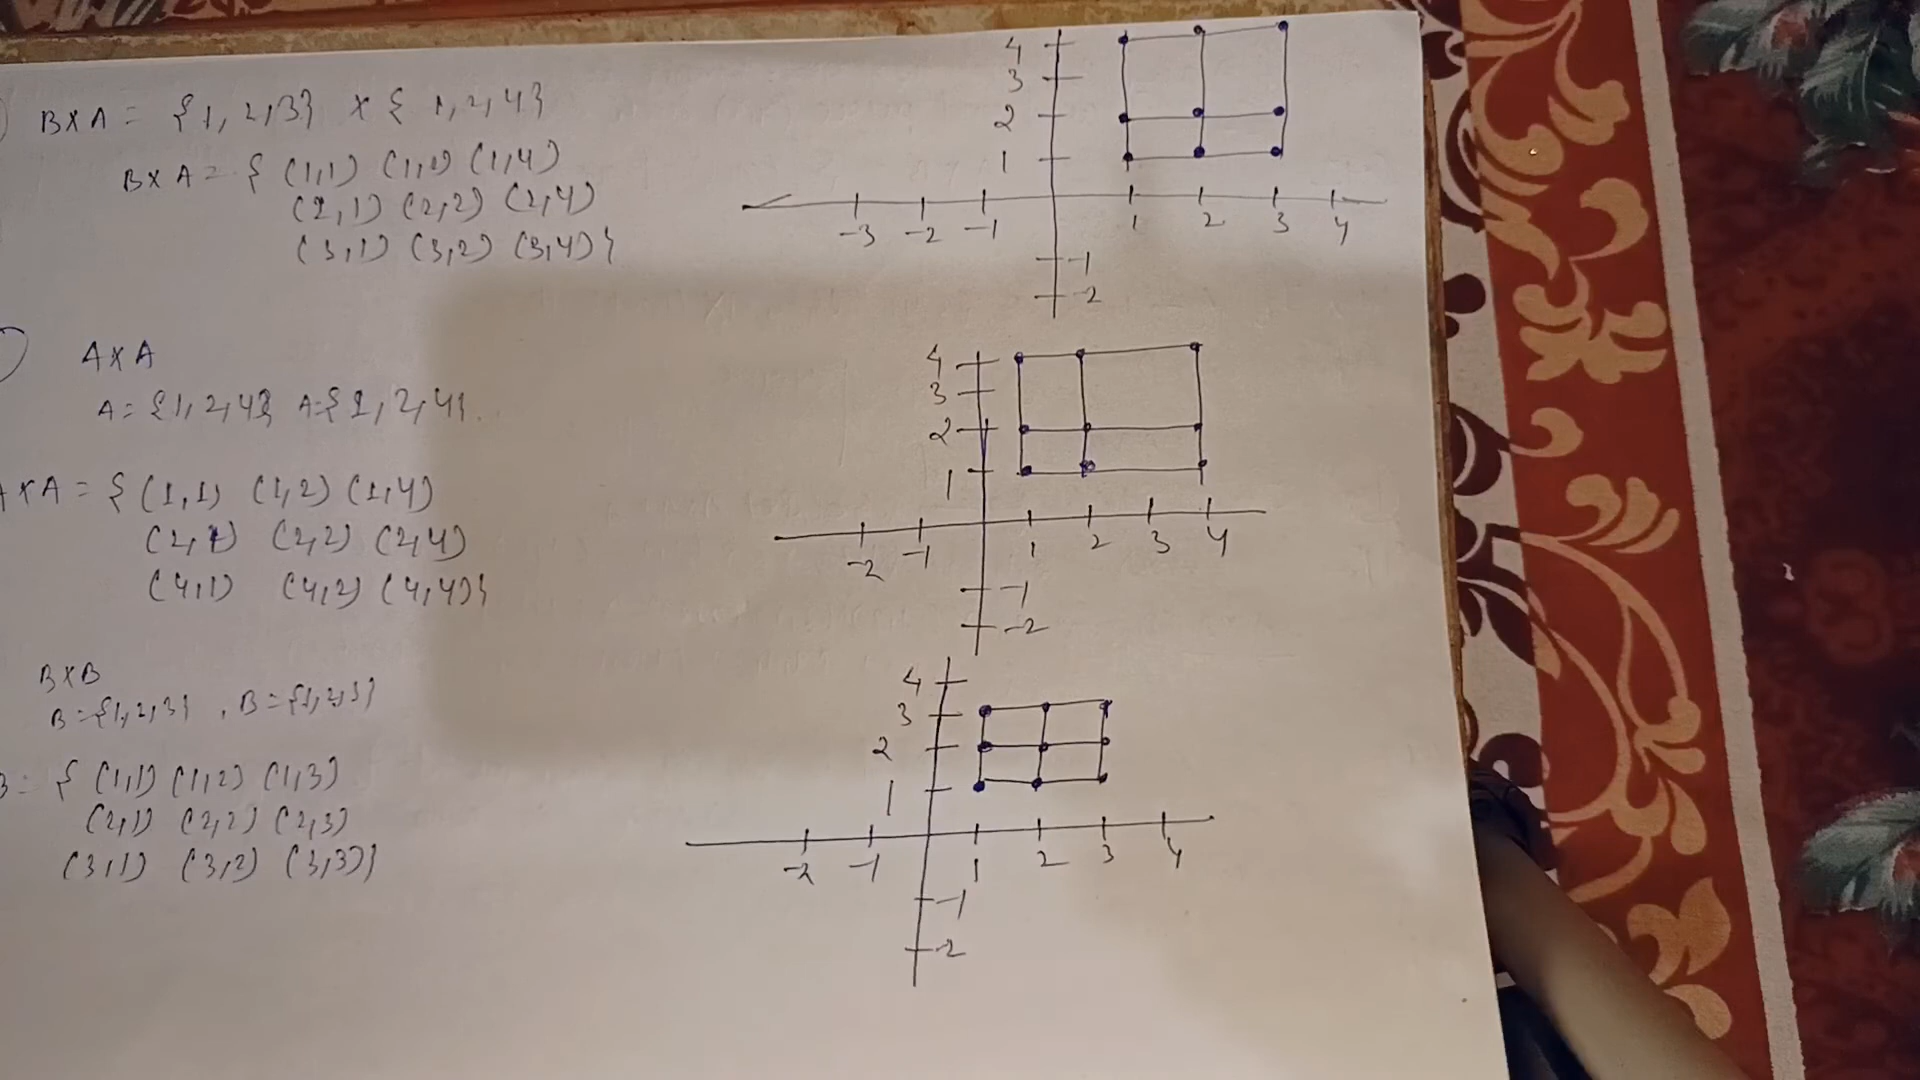 B×A = {1,2,3} × {1,2,4}
B×A = { (1,1) (1,2) (1,4)
(2,1) (2,2) (2,4)
(3,1) (3,2) (3,4) }
4
3
2
1
-3 -2 -1 1 2 3 4
-1
-2
A×A
A = {1,2,4} A={1,2,4}.
A×A = { (1,1) (1,2) (1,4)
(2,1) (2,2) (2,4)
(4,1) (4,2) (4,4) }
4
3
2
1
-2 -1 1 2 3 4
-1
-2
B×B
B = {1,2,3} , B = {1,2,3}
B = { (1,1) (1,2) (1,3)
(2,1) (2,2) (2,3)
(3,1) (3,2) (3,3) }
4
3
2
1
-2 -1 1 2 3 4
-1
-2